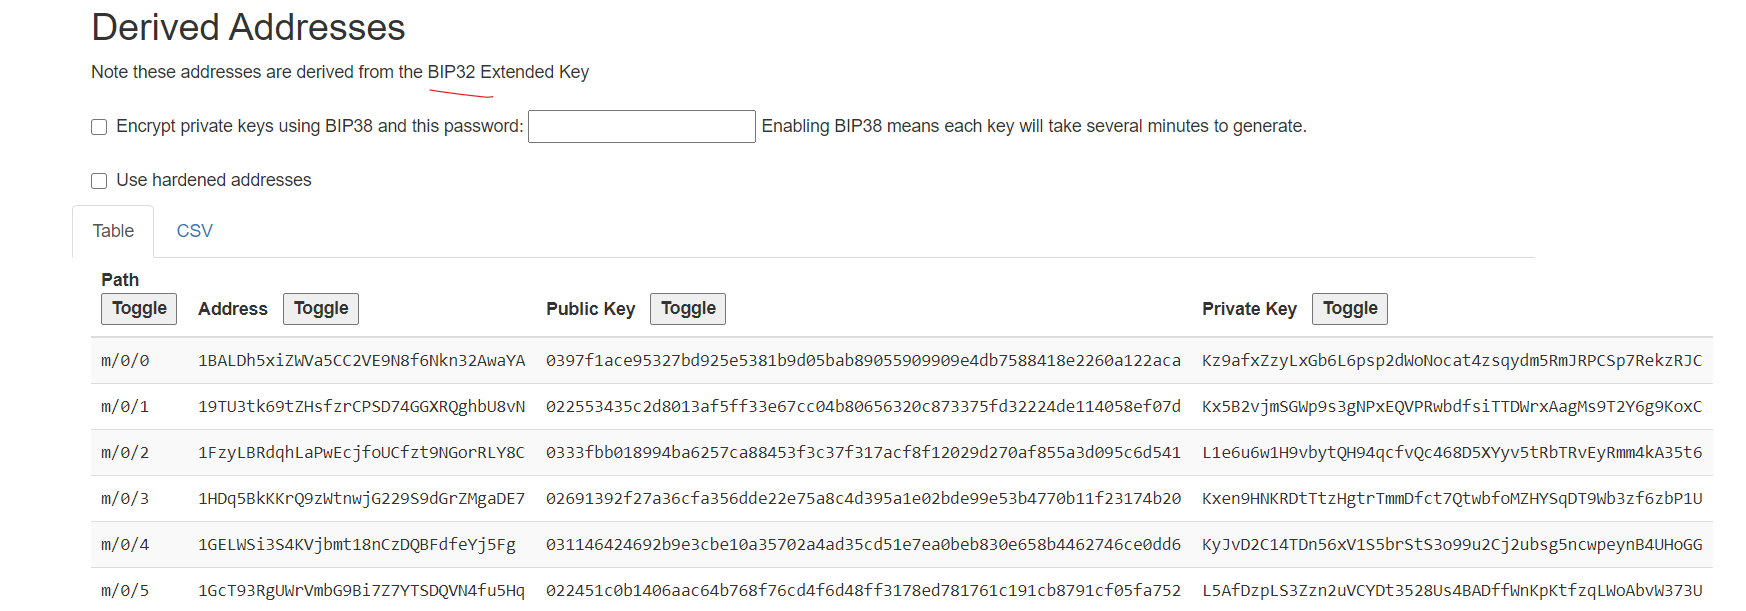 Derived Addresses
Note these addresses are derived from the BIP32 Extended Key
Encrypt private keys using BIP38 and this password: Enabling BIP38 means each key will take several minutes to generate.
Use hardened addresses
Table CSV
Path
Toggle Address Toggle Public Key Toggle Private Key Toggle
m/0/0 1BALDh5xiZWVa5CC2VE9N8f6Nkn32AwaYA 0397f1ace95327bd925e5381b9d05bab89055909909e4db7588418e2260a122aca Kz9afxZzyLxGb6L6psp2dWoNocat4zsqydm5RmJRPCSp7RekzRJC
m/0/1 19TU3tk69tZHsfzrCPSD74GGXRQghbU8vN 022553435c2d8013af5ff33e67cc04b80656320c873375fd32224de114058ef07d Kx5B2vjmSGWp9s3gNPxEQVPRwbdfsiTTDWrxAagMs9T2Y6g9KoxC
m/0/2 1FzyLBRdqhLaPwEcjfoUCfzt9NGorRLY8C 0333fbb018994ba6257ca88453f3c37f317acf8f12029d270af855a3d095c6d541 L1e6u6w1H9vbytQH94qcfvQc468D5XYyv5tRbTRvEyRmm4kA35t6
m/0/3 1HDq5BkKKrQ9zWtnwjG229S9dGrZMgaDE7 02691392f27a36cfa356dde22e75a8c4d395a1e02bde99e53b4770b11f23174b20 Kxen9HNKRDtTtzHgtrTmmDfct7QtwbfoMZHYSqDT9Wb3zf6zbP1U
m/0/4 1GELWSi3S4KVjbmt18nCzDQBFdfeYj5Fg 031146424692b9e3cbe10a35702a4ad35cd51e7ea0beb830e658b4462746ce0dd6 KyJvD2C14TDn56xV1S5brStS3o99u2Cj2ubsg5ncwpeynB4UHoGG
m/0/5 1GcT93RgUWrVmbG9Bi7Z7YTSDQVN4fu5Hq 022451c0b1406aac64b768f76cd4f6d48ff3178ed781761c191cb8791cf05fa752 L5AfDzpLS3Zzn2uVCYDt3528Us4BADffWnKpKtfzqLWoAbvW373U